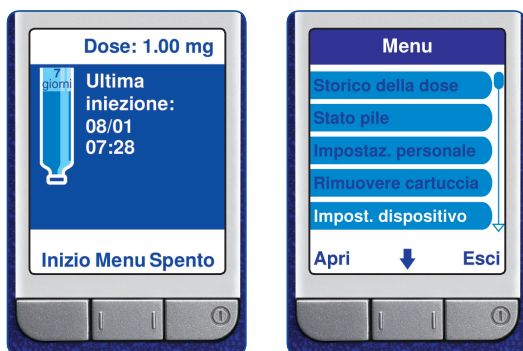 Dose: 1.00 mg
7
giorni
Ultima
iniezione:
08/01
07:28
Inizio Menu Spento
Menu
Storico della dose
Stato pile
Impostaz. personale
Rimuovere cartuccia
Impost. dispositivo
Apri
Esci